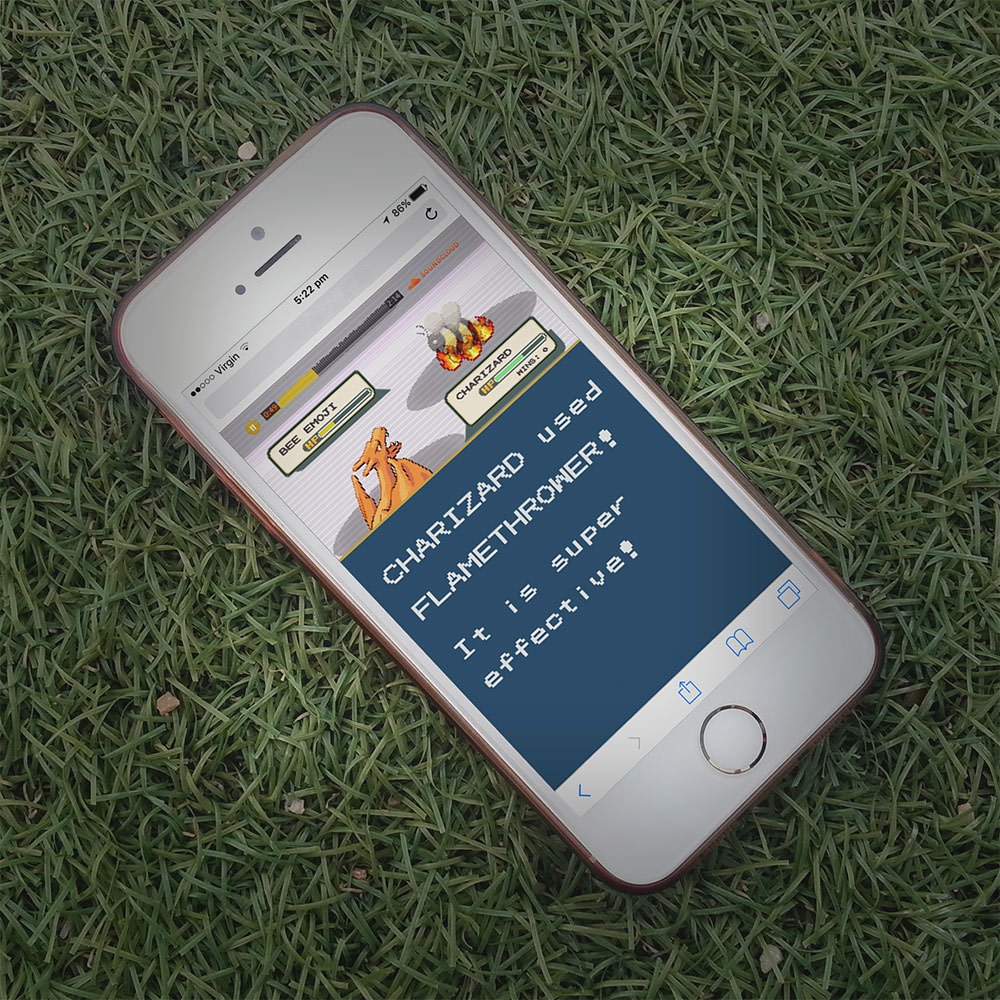 Virgin
5:22 pm
86%
0:49
2:14
SOUNDCLOUD
BEE EMOJI
HP
CHARIZARD
HP
WINS: 0
CHARIZARD used
FLAMETHROWER!
It is super
effective!